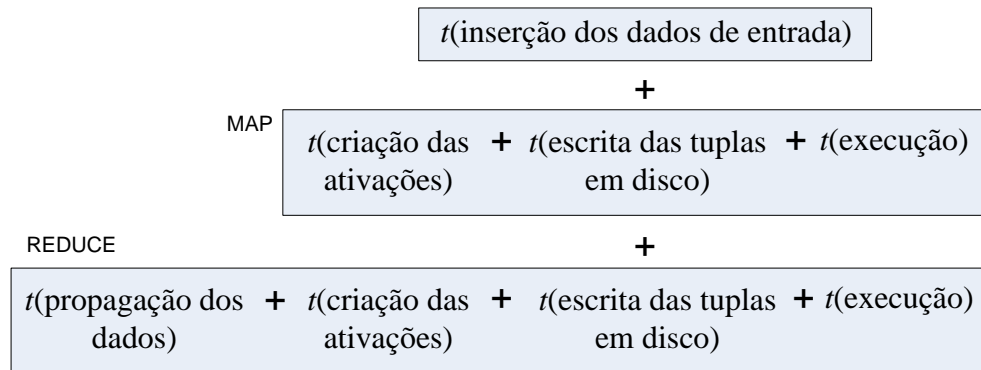 t(inserção dos dados de entrada)
+
MAP
t(criação das + t(escrita das tuplas + t(execução)
ativações) em disco)
REDUCE +
t(propagação dos + t(criação das + t(escrita das tuplas + t(execução)
dados) ativações) em disco)